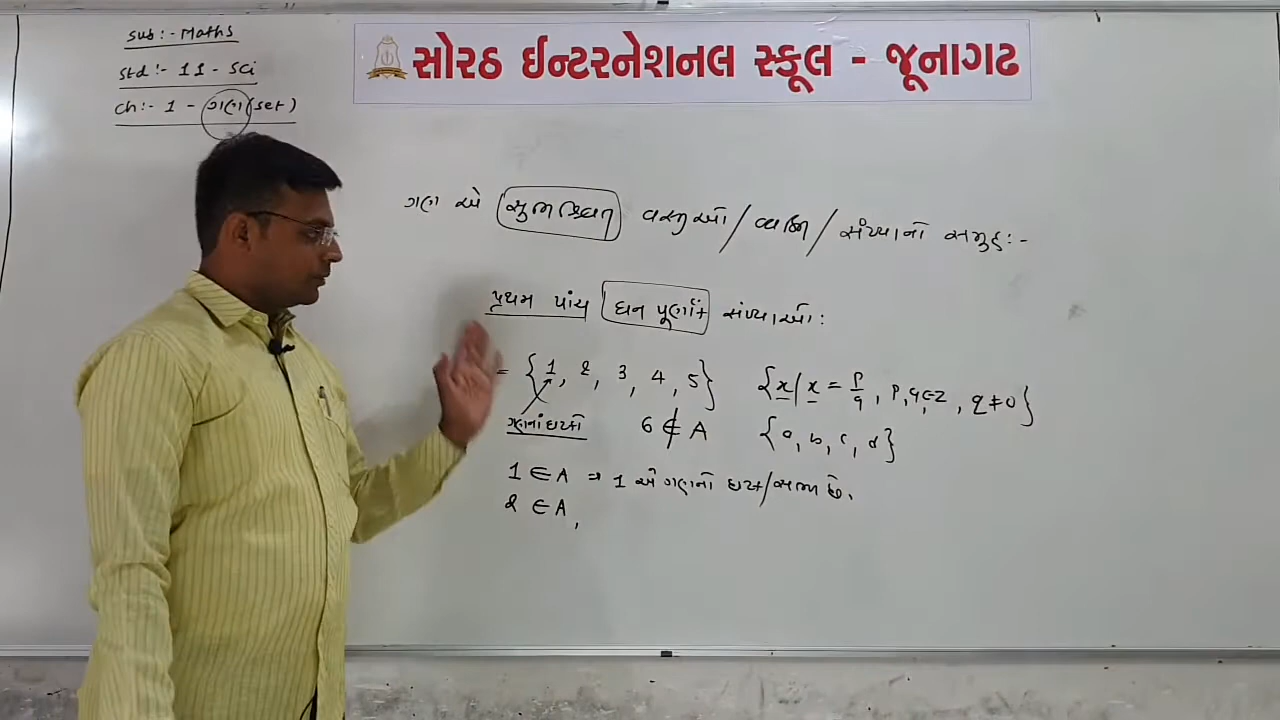 Sub:- Maths
Std:- 11 - Sci
Ch:- 1 - ગણ (set)
સોરઠ ઈન્ટરનેશનલ સ્કૂલ - જૂનાગઢ
ગણ એ સુવ્યાખ્યિત વસ્તુઓ / વ્યક્તિ / સંખ્યાનો સમુહ:-
પ્રથમ પાંચ ધન પૂર્ણાંક સંખ્યાઓ:
= {1, 2, 3, 4, 5} {x/x = p/q, p,q∈Z, q≠0}
ગણનાં ઘટકો 6 ∉ A {a, b, c, d}
1 ∈ A ⇒ 1 એ ગણનો ઘટક/સભ્ય છે.
2 ∈ A,